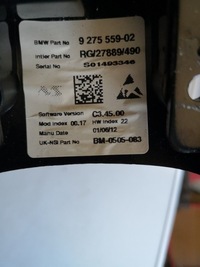 BMW Part No 9 275 559-02
Intier Part No RG/27889/490
Serial No S01493346
Software Version C3.45.00
Mod Index 06.17 HW Index 22
Manu Date 01/06/12
UK-NSI Part No BM-0505-083